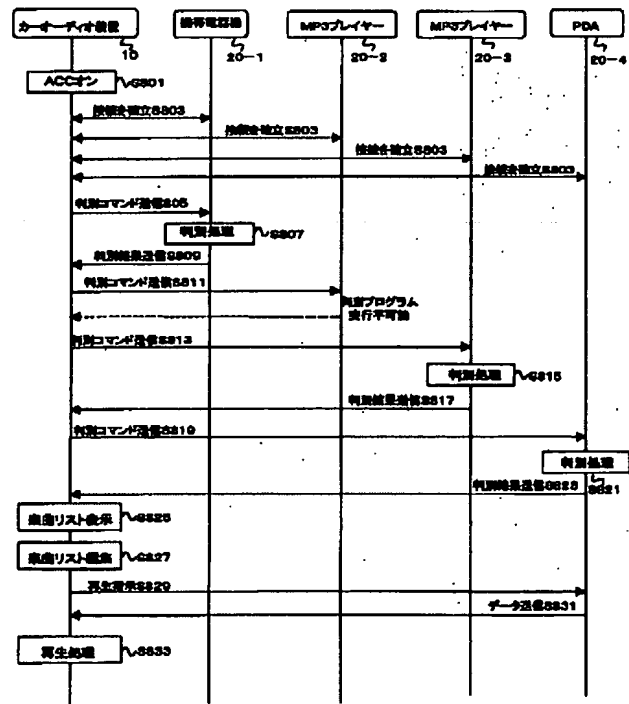 カーオーディオ装置
携帯電話機
MP3プレイヤー
MP3プレイヤー
PDA
10
20-1
20-2
20-3
20-4
ACCオン
S801
接続を確立S803
接続を確立S803
接続を確立S803
接続を確立S803
判別コマンド送信S05
判別処理
S807
判別結果送信S809
判別コマンド送信S811
判別プログラム
実行不可能
判別コマンド送信S813
判別処理
S815
判別結果送信S817
判別コマンド送信S819
判別処理
S821
判別結果送信S823
楽曲リスト表示
S825
楽曲リスト編集
S827
再生指示S829
データ送信S831
再生処理
S833